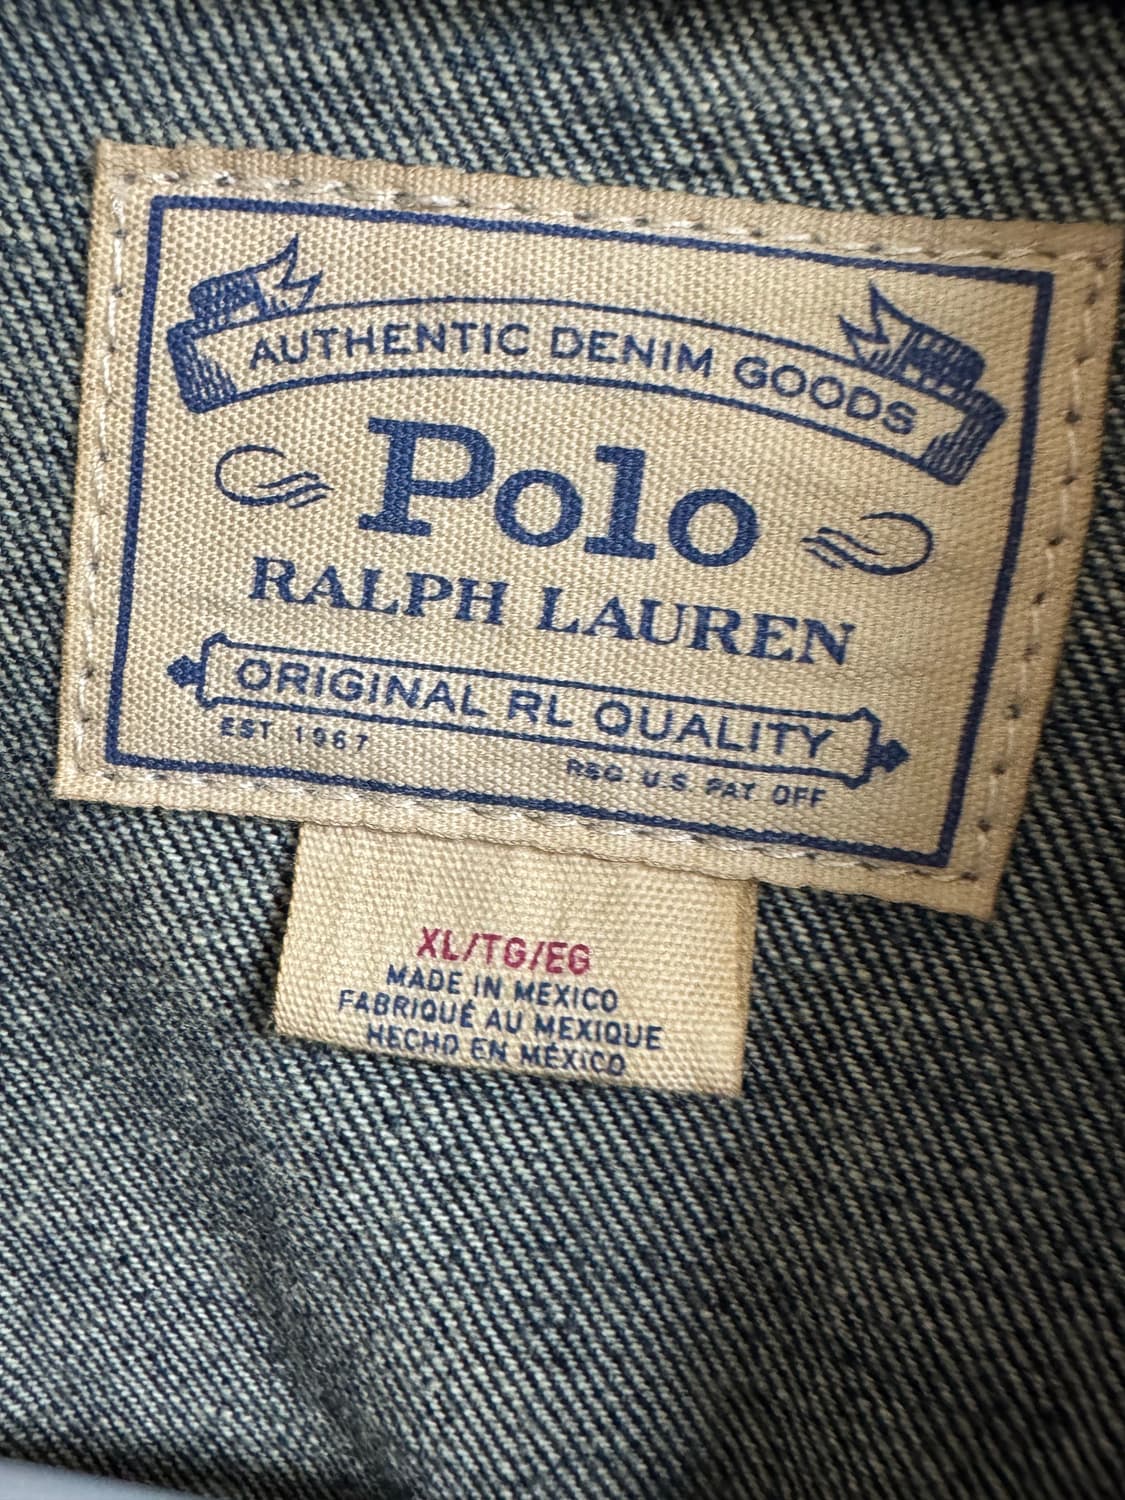 AUTHENTIC DENIM GOODS
Polo
RALPH LAUREN
ORIGINAL RL QUALITY
EST 1967
REG U.S. PAT OFF
XL/TG/EG
MADE IN MEXICO
FABRIQUÉ AU MEXIQUE
HECHO EN MÉXICO